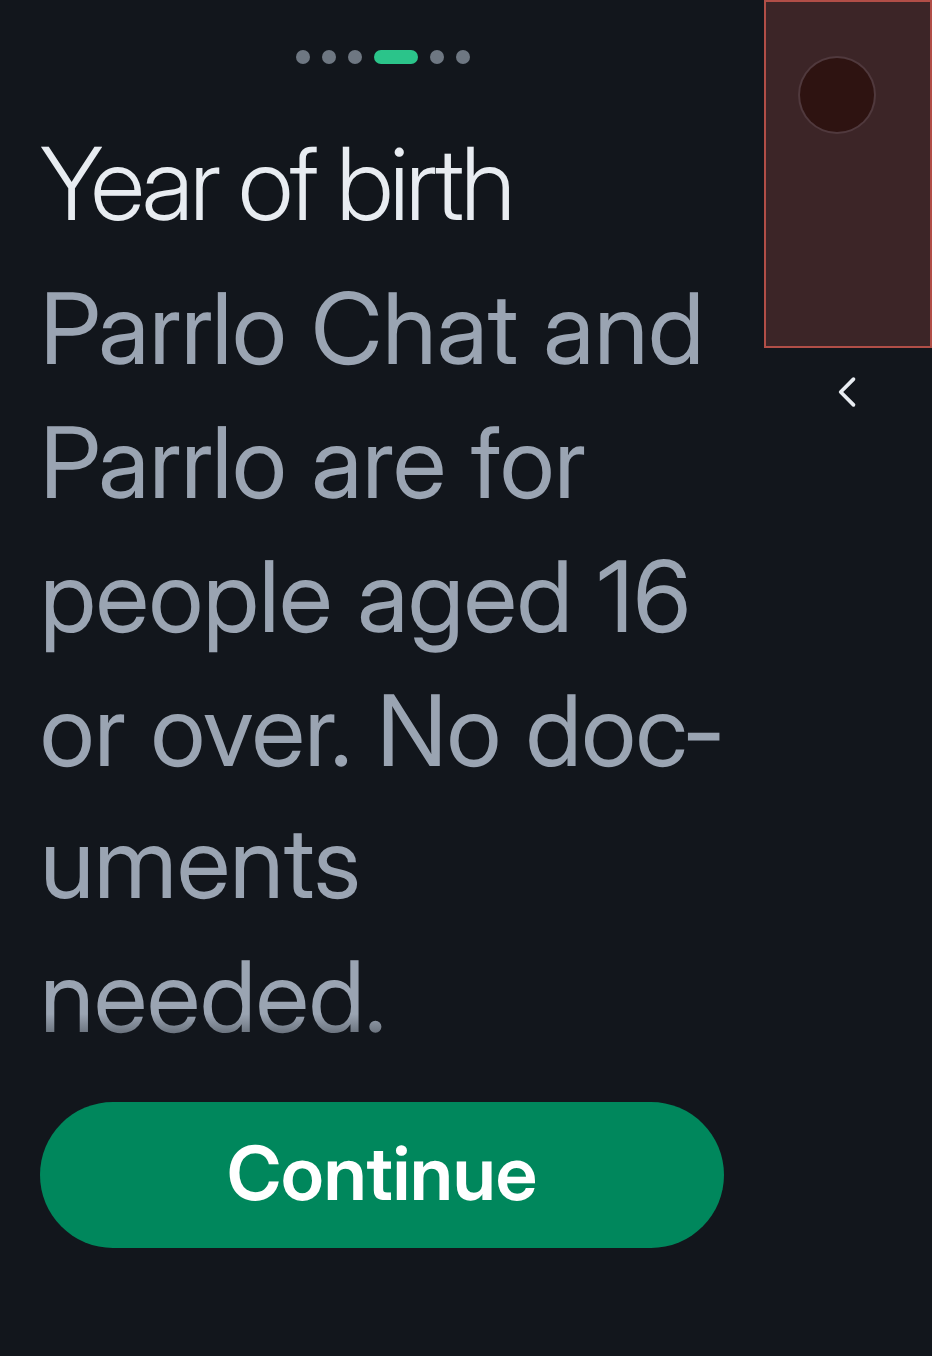 Year of birth
Parrlo Chat and
Parrlo are for
people aged 16
or over. No doc-
uments
needed.
Continue